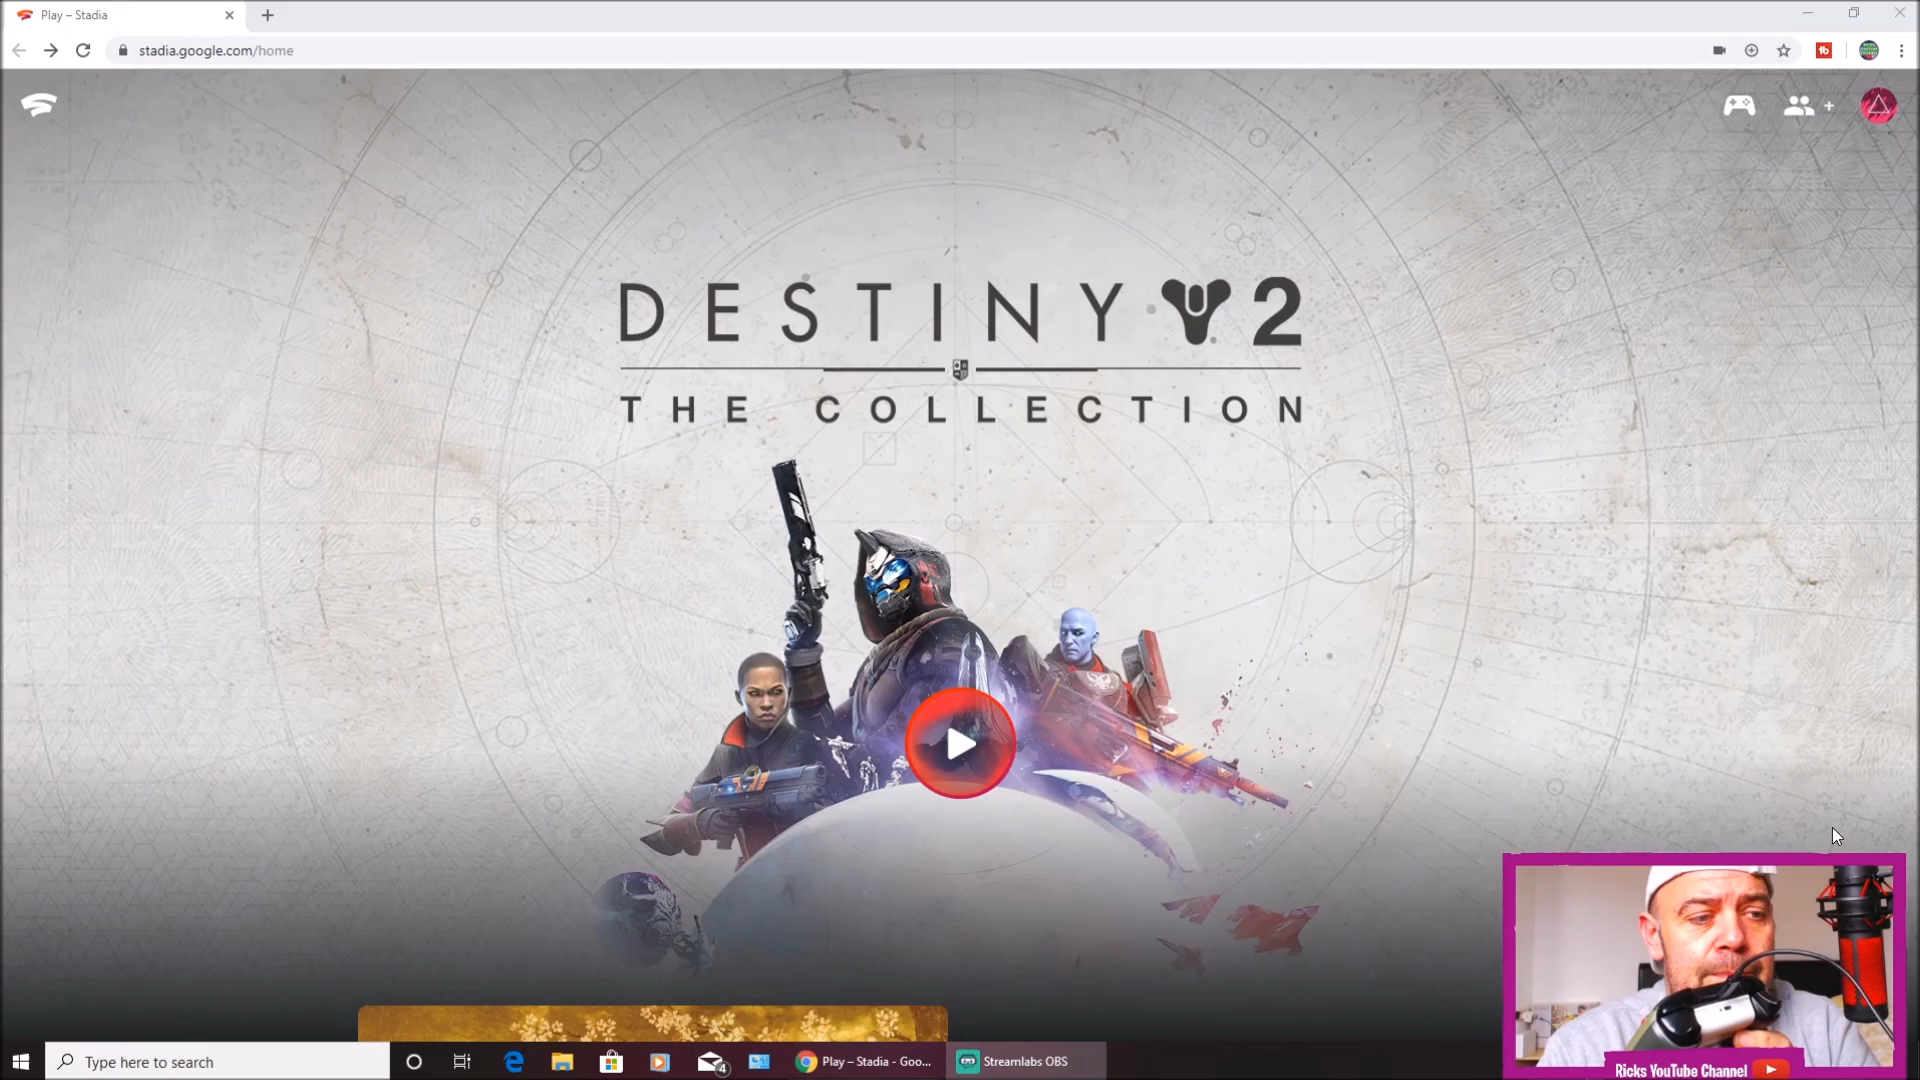 Play – Stadia
stadia.google.com/home
DESTINY 2
THE COLLECTION
Ricks YouTube Channel
Type here to search
4
Play – Stadia - Goo...
Streamlabs OBS